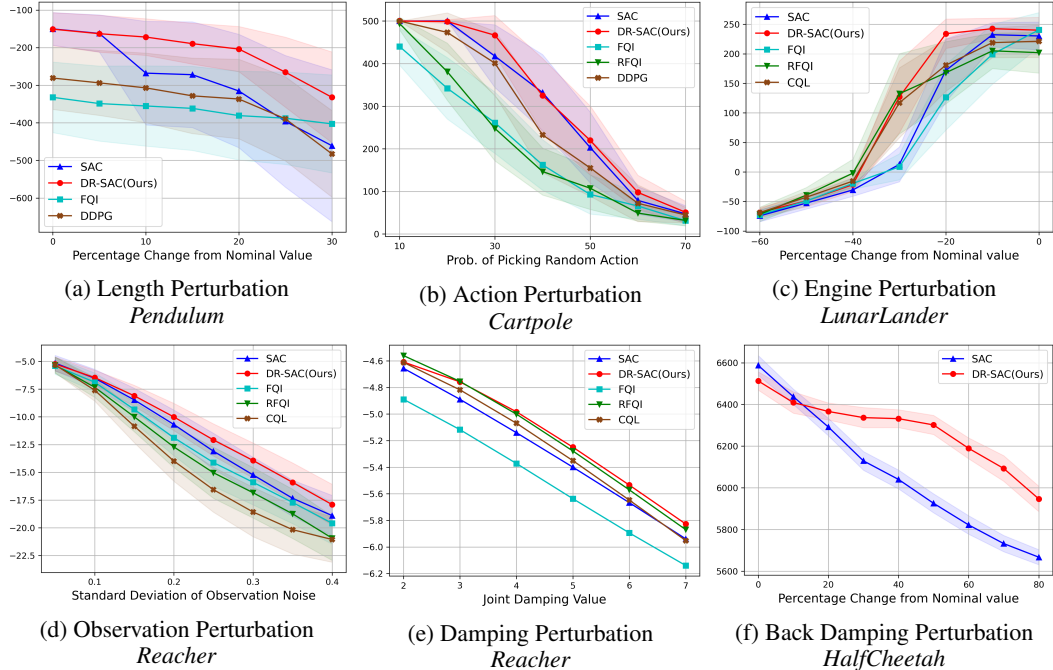 −100
−200
−300
−400
−500
−600
0
10
20
30
SAC
DR-SAC(Ours)
FQI
DDPG
Percentage Change from Nominal Value
(a) Length Perturbation
Pendulum
500
400
300
200
100
0
10
30
50
70
SAC
DR-SAC(Ours)
FQI
RFQI
DDPG
Prob. of Picking Random Action
(b) Action Perturbation
Cartpole
250
200
150
100
50
0
−50
−100
−60
−40
−20
0
SAC
DR-SAC(Ours)
FQI
RFQI
CQL
Percentage Change from Nominal value
(c) Engine Perturbation
LunarLander
−5.0
−7.5
−10.0
−12.5
−15.0
−17.5
−20.0
−22.5
0.1
0.2
0.3
0.4
SAC
DR-SAC(Ours)
FQI
RFQI
CQL
Standard Deviation of Observation Noise
(d) Observation Perturbation
Reacher
−4.6
−4.8
−5.0
−5.2
−5.4
−5.6
−5.8
−6.0
−6.2
2
3
4
5
6
7
SAC
DR-SAC(Ours)
FQI
RFQI
CQL
Joint Damping Value
(e) Damping Perturbation
Reacher
6600
6400
6200
6000
5800
5600
0
20
40
60
80
SAC
DR-SAC(Ours)
Percentage Change from Nominal value
(f) Back Damping Perturbation
HalfCheetah